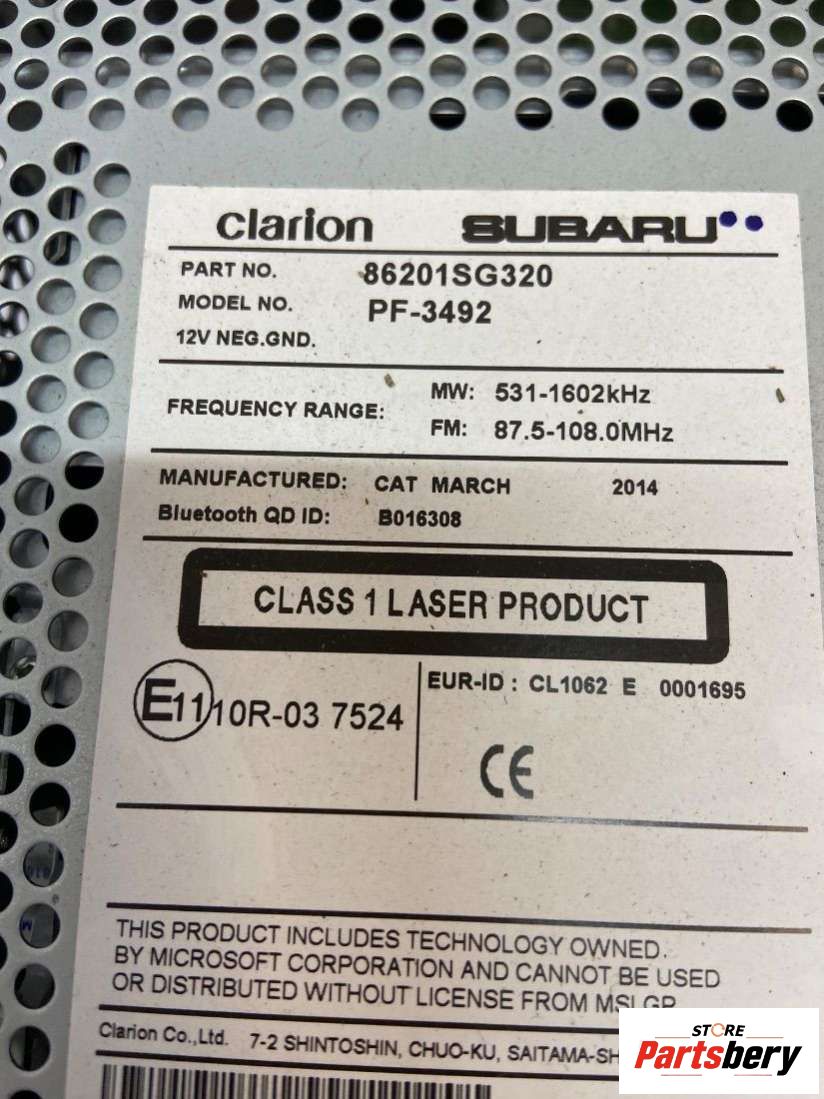 clarion SUBARU
PART NO. 86201SG320
MODEL NO. PF-3492
12V NEG.GND.
FREQUENCY RANGE: MW: 531-1602kHz
FM: 87.5-108.0MHz
MANUFACTURED: CAT MARCH 2014
Bluetooth QD ID: B016308
CLASS 1 LASER PRODUCT
E11 10R-03 7524
EUR-ID : CL1062 E 0001695
CE
THIS PRODUCT INCLUDES TECHNOLOGY OWNED.
BY MICROSOFT CORPORATION AND CANNOT BE USED
OR DISTRIBUTED WITHOUT LICENSE FROM MSLGP
Clarion Co.,Ltd. 7-2 SHINTOSHIN, CHUO-KU, SAITAMA-SH
STORE
Partsbery